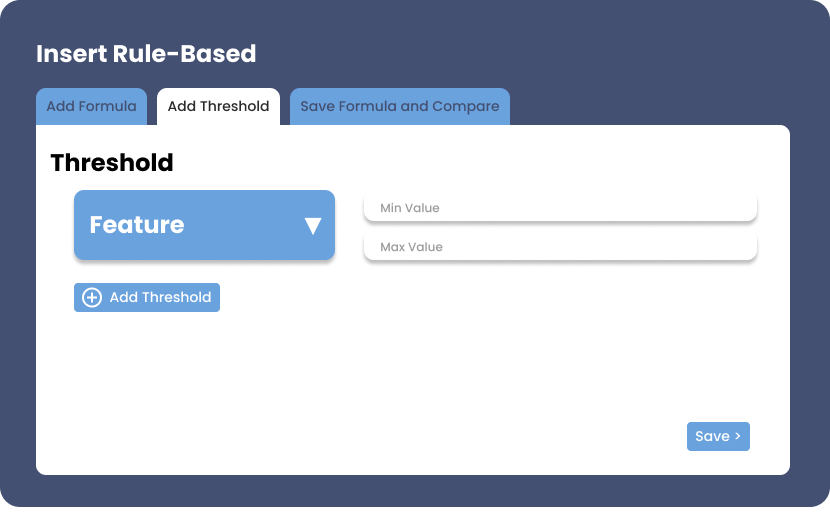 Insert Rule-Based
Add Formula
Add Threshold
Save Formula and Compare
Threshold
Feature
Min Value
Max Value
Add Threshold
Save >